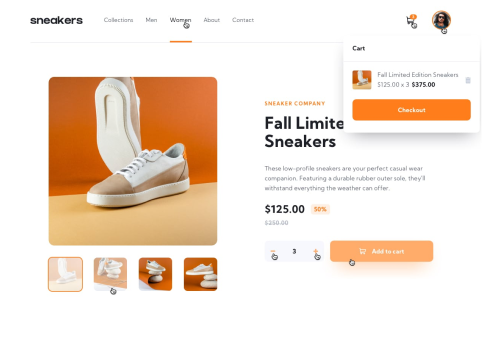 sneakers
Collections Men Women About Contact
Cart
Fall Limited Edition Sneakers
$125.00 x 3 $375.00
Checkout
SNEAKER COMPANY
Fall Limite
Sneakers
These low-profile sneakers are your perfect casual wear
companion. Featuring a durable rubber outer sole, they'll
withstand everything the weather can offer.
$125.00 50%
$250.00
− 3 +
Add to cart